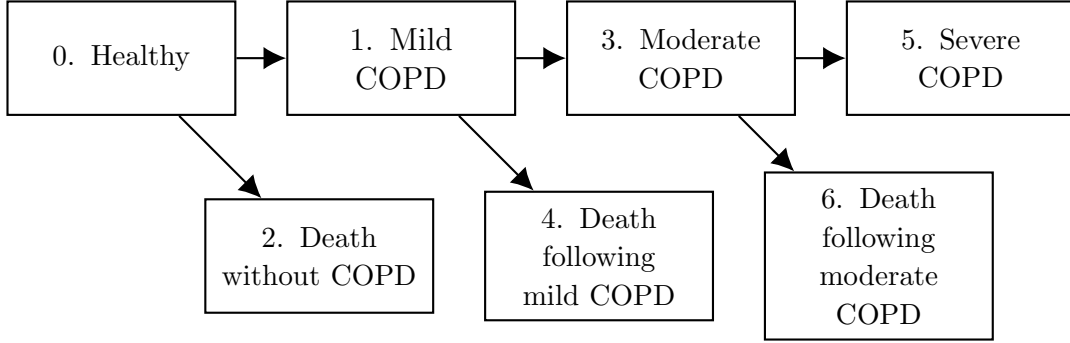 0. Healthy
1. Mild
COPD
3. Moderate
COPD
5. Severe
COPD
2. Death
without COPD
4. Death
following
mild COPD
6. Death
following
moderate
COPD